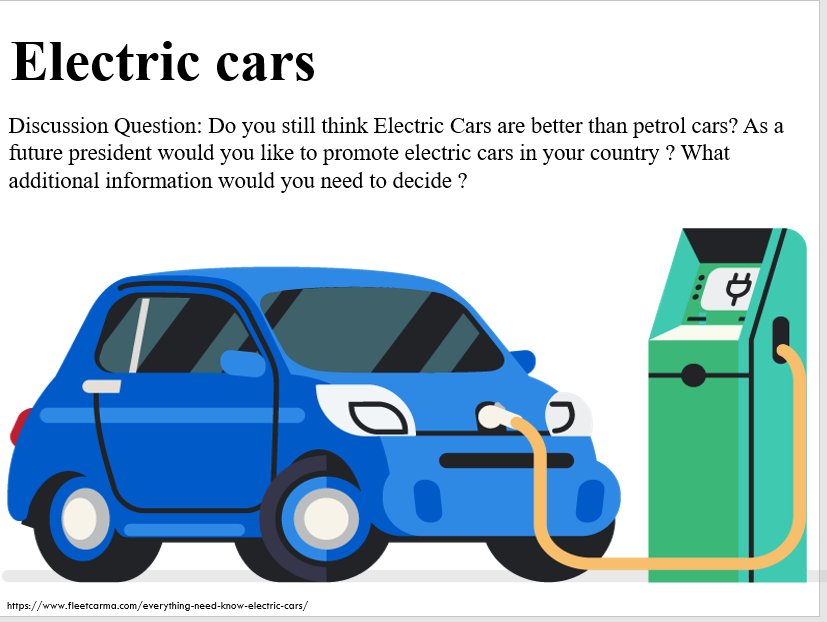 Electric cars
Discussion Question: Do you still think Electric Cars are better than petrol cars? As a
future president would you like to promote electric cars in your country ? What
additional information would you need to decide ?
https://www.fleetcarma.com/everything-need-know-electric-cars/